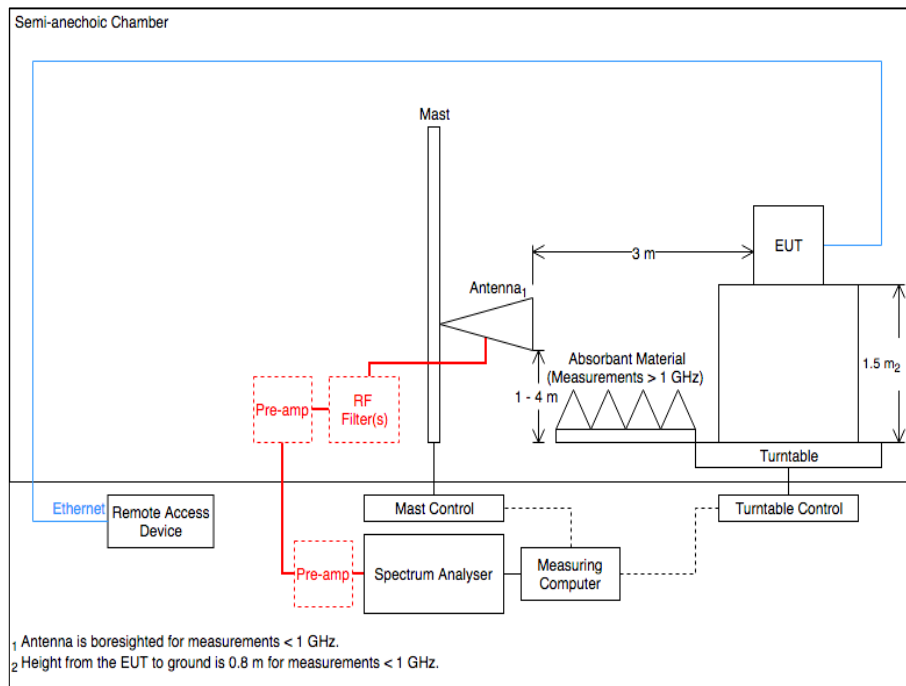 Semi-anechoic Chamber
Mast
EUT
3 m
Antenna1
Absorbant Material
(Measurements > 1 GHz)
1.5 m2
1 - 4 m
Pre-amp
RF
Filter(s)
Turntable
Ethernet
Remote Access
Device
Mast Control
Turntable Control
Pre-amp
Spectrum Analyser
Measuring
Computer
1 Antenna is boresighted for measurements < 1 GHz.
2 Height from the EUT to ground is 0.8 m for measurements < 1 GHz.